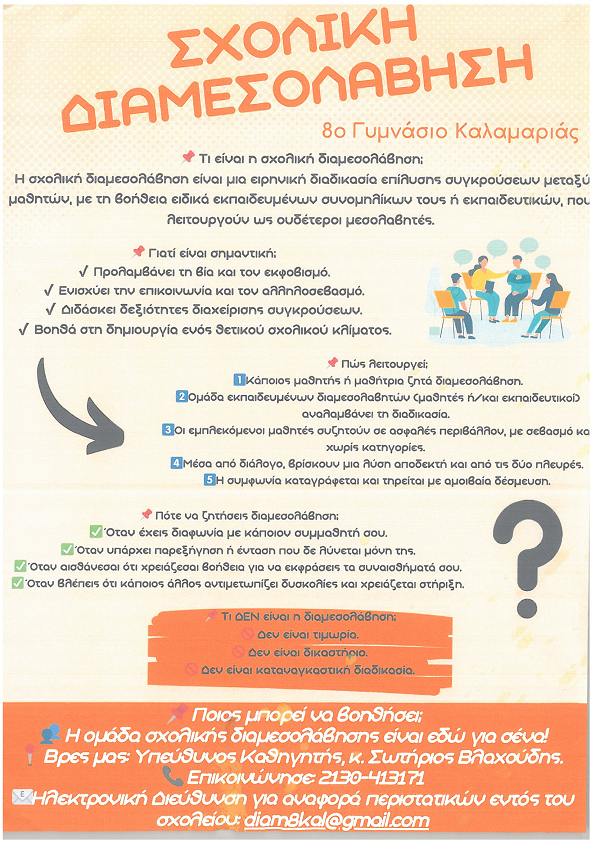 ΣΧΟΛΙΚΗ
ΔΙΑΜΕΣΟΛΑΒΗΣΗ
8ο Γυμνάσιο Καλαμαριάς
📌 Τι είναι η σχολική διαμεσολάβηση;
Η σχολική διαμεσολάβηση είναι μια ειρηνική διαδικασία επίλυσης συγκρούσεων μεταξύ
μαθητών, με τη βοήθεια ειδικά εκπαιδευμένων συνομηλίκων τους ή εκπαιδευτικών, που
λειτουργούν ως ουδέτεροι μεσολαβητές.
📌 Γιατί είναι σημαντική;
✓ Προλαμβάνει τη βία και τον εκφοβισμό.
✓ Ενισχύει την επικοινωνία και τον αλληλοσεβασμό.
✓ Διδάσκει δεξιότητες διαχείρισης συγκρούσεων.
✓ Βοηθά στη δημιουργία ενός θετικού σχολικού κλίματος.
📌 Πώς λειτουργεί;
1️⃣Κάποιος μαθητής ή μαθήτρια ζητά διαμεσολάβηση.
2️⃣Ομάδα εκπαιδευμένων διαμεσολαβητών (μαθητές ή/και εκπαιδευτικοί)
αναλαμβάνει τη διαδικασία.
3️⃣Οι εμπλεκόμενοι μαθητές συζητούν σε ασφαλές περιβάλλον, με σεβασμό κα
χωρίς κατηγορίες.
4️⃣Μέσα από διάλογο, βρίσκουν μια λύση αποδεκτή και από τις δύο πλευρές.
5️⃣Η συμφωνία καταγράφεται και τηρείται με αμοιβαία δέσμευση.
📌 Πότε να ζητήσεις διαμεσολάβηση;
✅Όταν έχεις διαφωνία με κάποιον συμμαθητή σου.
✅Όταν υπάρχει παρεξήγηση ή ένταση που δε λύνεται μόνη της.
✅Όταν αισθάνεσαι ότι χρειάζεσαι βοήθεια για να εκφράσεις τα συναισθήματά σου.
✅Όταν βλέπεις ότι κάποιος άλλος αντιμετωπίζει δυσκολίες και χρειάζεται στήριξη.
?
📌 Τι ΔΕΝ είναι η διαμεσολάβηση;
🚫 Δεν είναι τιμωρία.
🚫 Δεν είναι δικαστήριο.
🚫 Δεν είναι καταναγκαστική διαδικασία.
📌 Ποιος μπορεί να βοηθήσει;
👥 Η ομάδα σχολικής διαμεσολάβησης είναι εδώ για σένα!
📍 Βρες μας: Υπεύθυνος Καθηγητής, κ. Σωτήριος Βλαχούδης.
📞 Επικοινώνησε: 2130-413171
📧Ηλεκτρονική Διεύθυνση για αναφορά περιστατικών εντός του
σχολείου: diam8kal@gmail.com